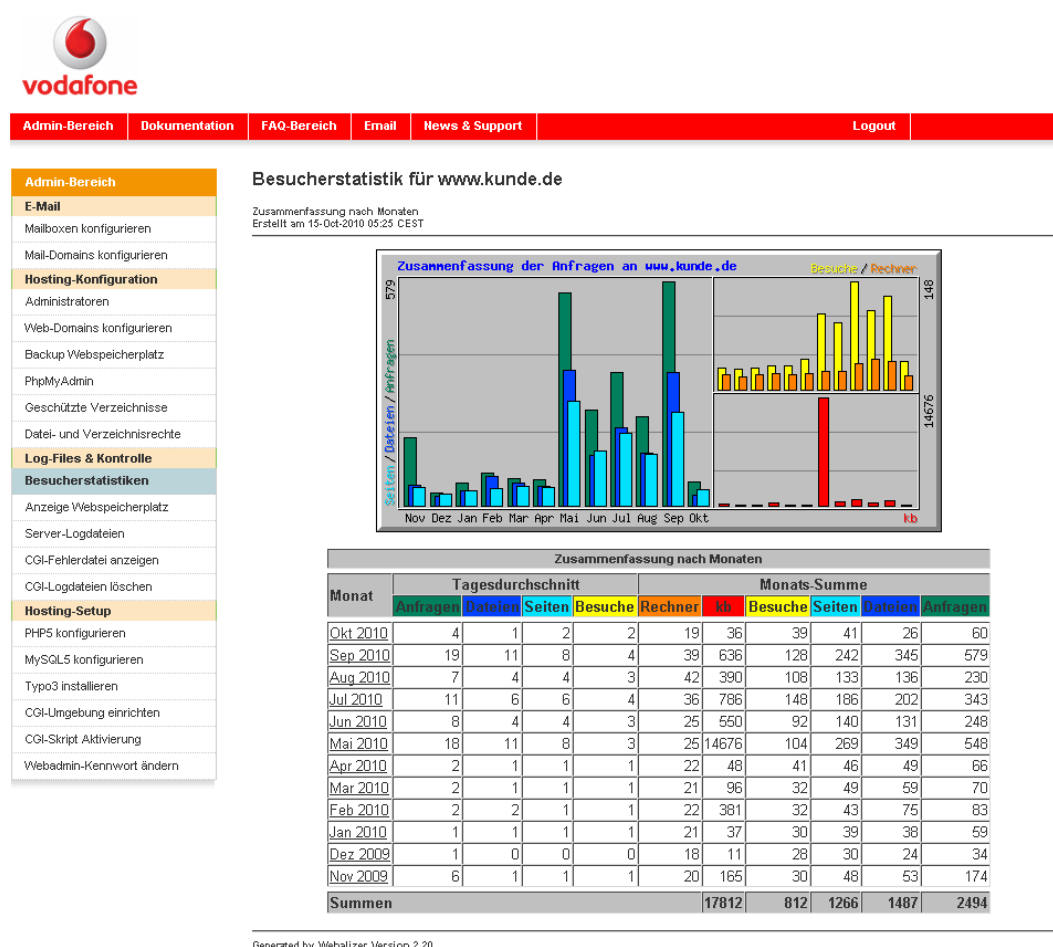 vodafone
Admin-Bereich Dokumentation FAQ-Bereich Email News & Support Logout
Admin-Bereich
E-Mail
Mailboxen konfigurieren
Mail-Domains konfigurieren
Hosting-Konfiguration
Administratoren
Web-Domains konfigurieren
Backup Webspeicherplatz
PhpMyAdmin
Geschützte Verzeichnisse
Datei- und Verzeichnisrechte
Log-Files & Kontrolle
Besucherstatistiken
Anzeige Webspeicherplatz
Server-Logdateien
CGI-Fehlerdatei anzeigen
CGI-Logdateien löschen
Hosting-Setup
PHP5 konfigurieren
MySQL5 konfigurieren
Typo3 installieren
CGI-Umgebung einrichten
CGI-Skript Aktivierung
Webadmin-Kennwort ändern
Besucherstatistik für www.kunde.de
Zusammenfassung nach Monaten
Erstellt am 15-Oct-2010 05:25 CEST
Zusammenfassung der Anfragen an www.kunde.de
Besuche / Rechner
579
148
Seiten / Dateien / Anfragen
14676
Nov Dez Jan Feb Mar Apr Mai Jun Jul Aug Sep Okt
kb
Zusammenfassung nach Monaten
Monat Tagesdurchschnitt Monats-Summe
Anfragen Dateien Seiten Besuche Rechner kb Besuche Seiten Dateien Anfragen
Okt 2010 4 1 2 2 19 36 39 41 26 60
Sep 2010 19 11 8 4 39 636 128 242 345 579
Aug 2010 7 4 4 3 42 390 108 133 136 230
Jul 2010 11 6 6 4 36 786 148 186 202 343
Jun 2010 8 4 4 3 25 550 92 140 131 248
Mai 2010 18 11 8 3 25 14676 104 269 349 548
Apr 2010 2 1 1 1 22 48 41 46 49 66
Mar 2010 2 1 1 1 21 96 32 49 59 70
Feb 2010 2 2 1 1 22 381 32 43 75 83
Jan 2010 1 1 1 1 21 37 30 39 38 59
Dez 2009 1 0 0 0 18 11 28 30 24 34
Nov 2009 6 1 1 1 20 165 30 48 53 174
Summen 17812 812 1266 1487 2494
Generated by Webalizer Version 2.20